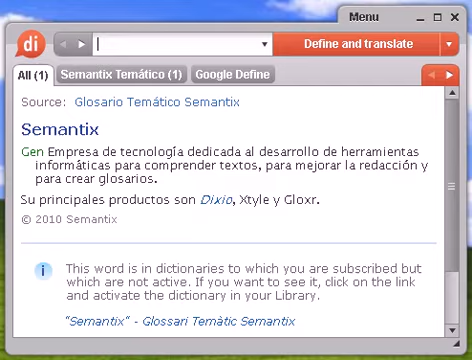 Menu
di
Define and translate
All (1)
Semantix Temático (1)
Google Define
Source: Glosario Temático Semantix
Semantix
Gen Empresa de tecnología dedicada al desarrollo de herramientas
informáticas para comprender textos, para mejorar la redacción y
para crear glosarios.
Su principales productos son Dixio, Xtyle y Gloxr.
© 2010 Semantix
i
This word is in dictionaries to which you are subscribed but
which are not active. If you want to see it, click on the link
and activate the dictionary in your Library.
"Semantix" - Glossari Temàtic Semantix